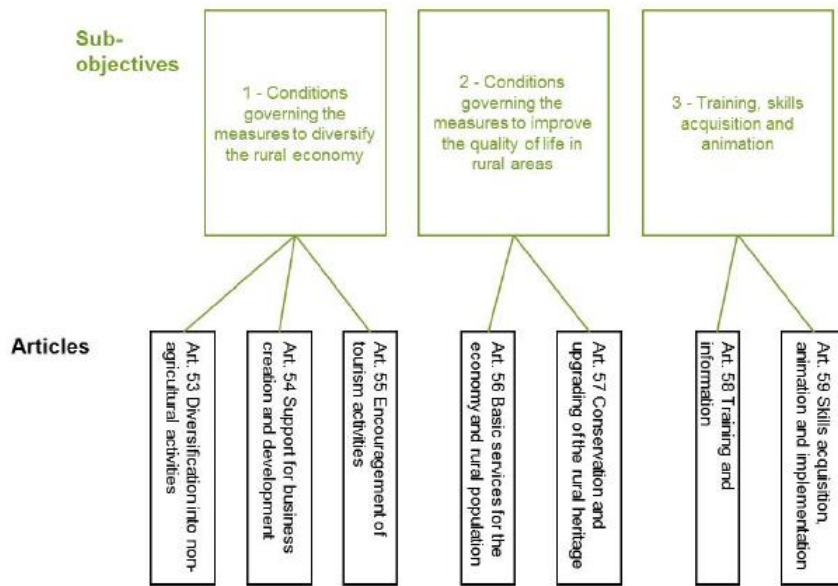 Sub-
objectives
1 - Conditions
governing the
measures to diversify
the rural economy
2 - Conditions
governing the
measures to improve
the quality of life in
rural areas
3 - Training, skills
acquisition and
animation
Articles
Art. 53 Diversification into non-
agricultural activities
Art. 54 Support for business
creation and development
Art. 55 Encouragement of
tourism activities
Art. 56 Basic services for the
economy and rural population
Art. 57 Conservation and
upgrading of the rural heritage
Art. 58 Training and
information
Art. 59 Skills acquisition,
animation and implementation